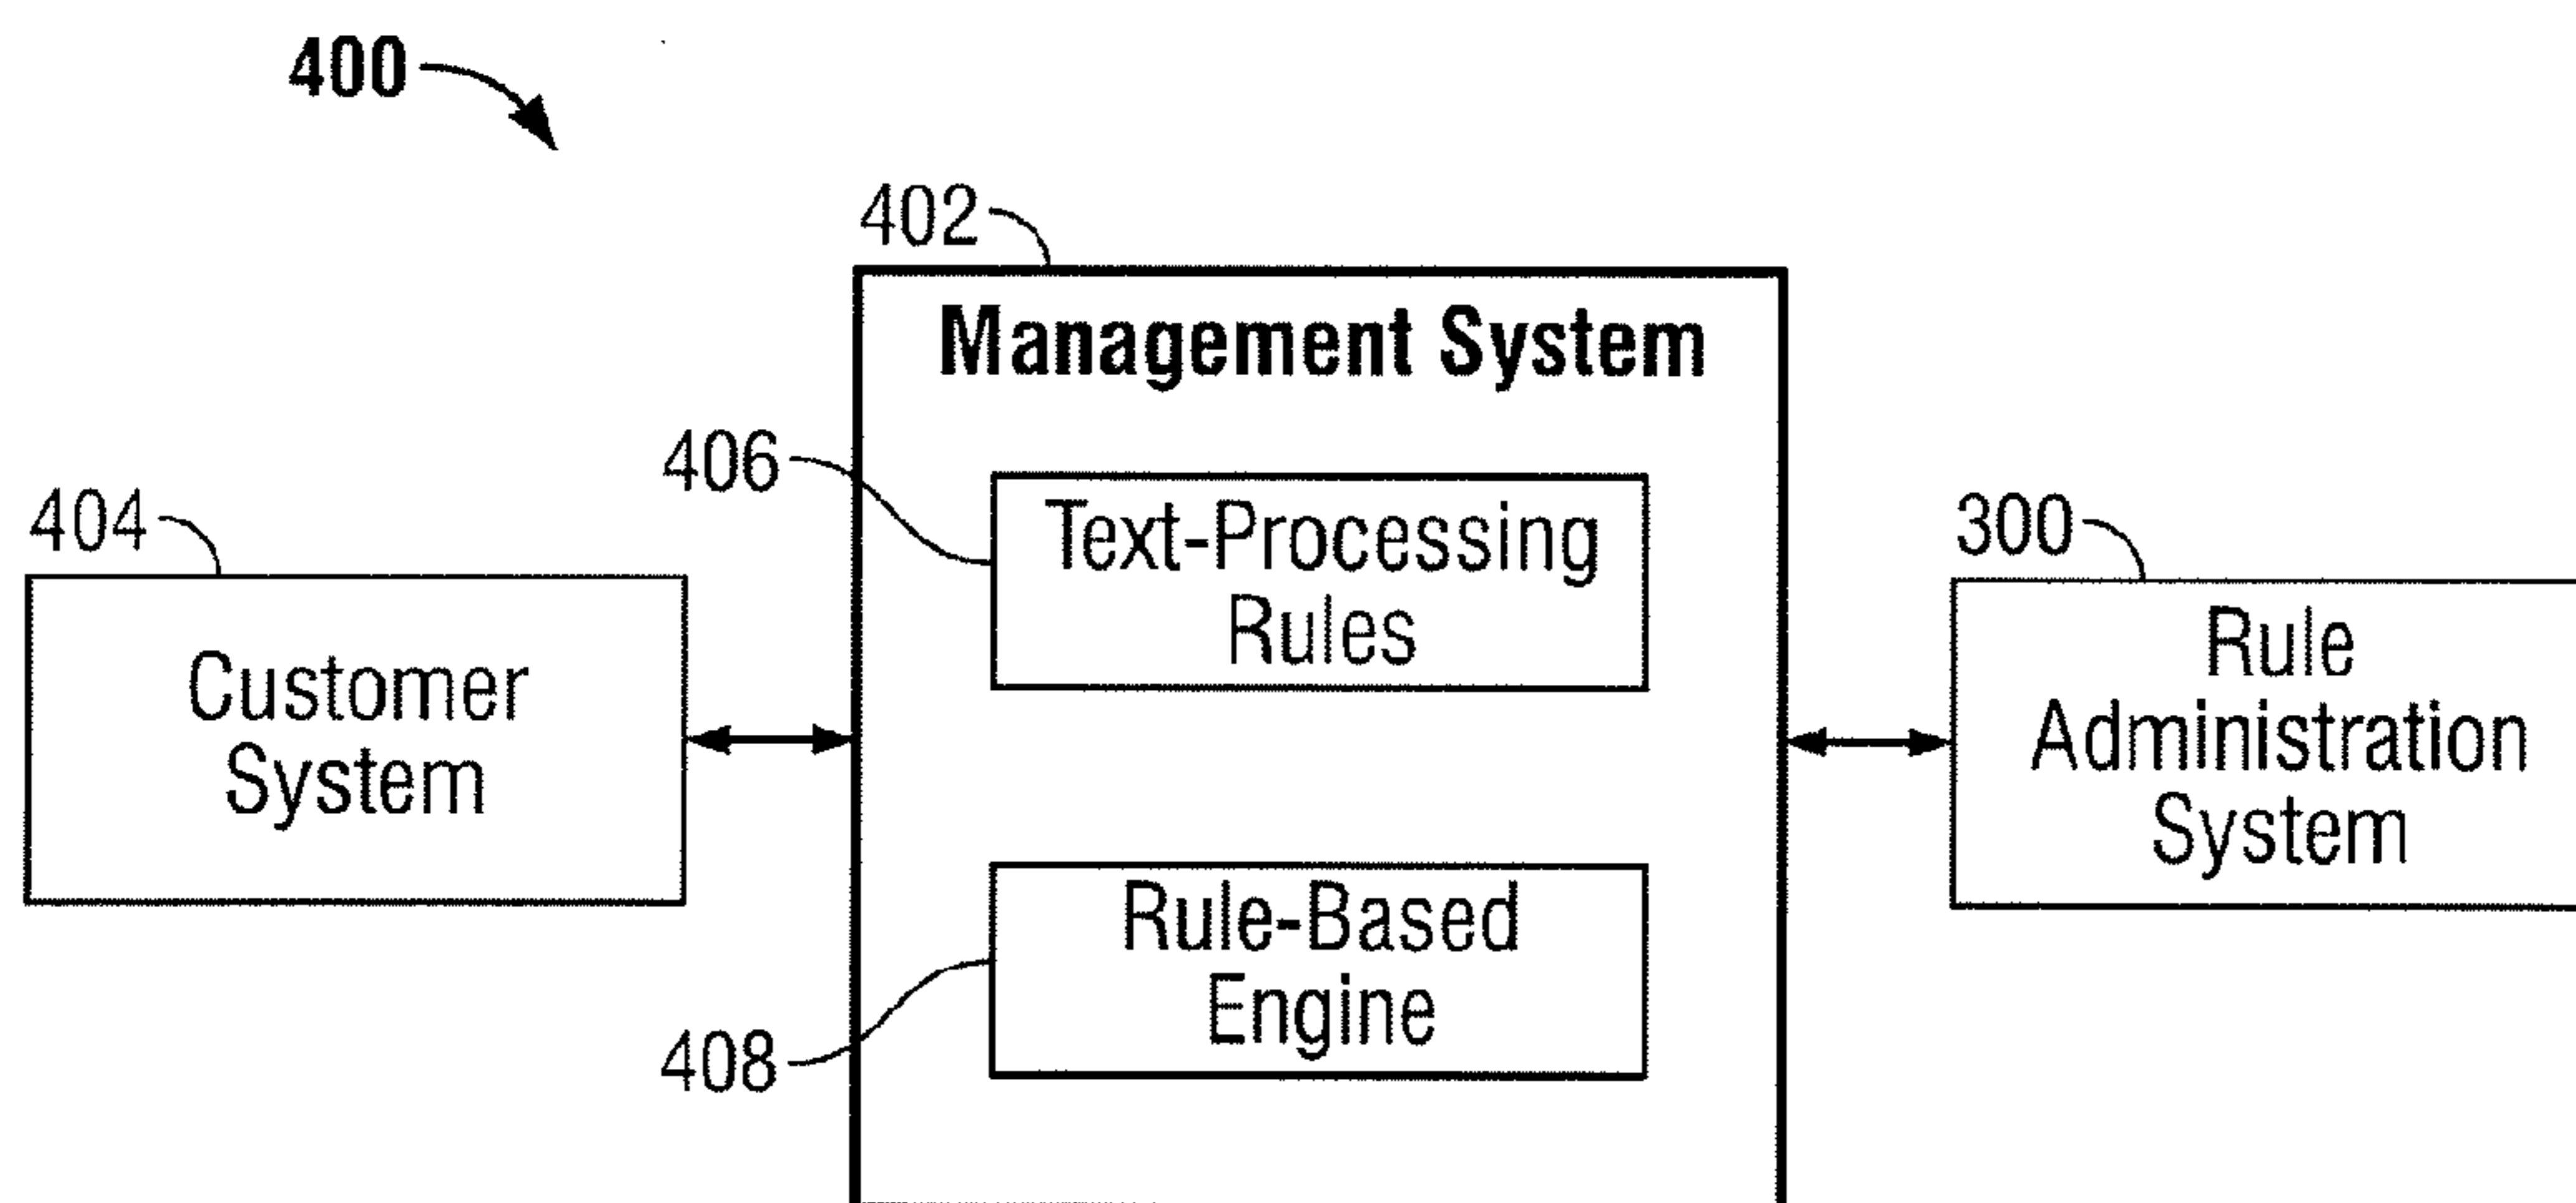 400
402
Management System
406
Text-Processing
Rules
404
Customer
System
300
Rule
Administration
System
408
Rule-Based
Engine